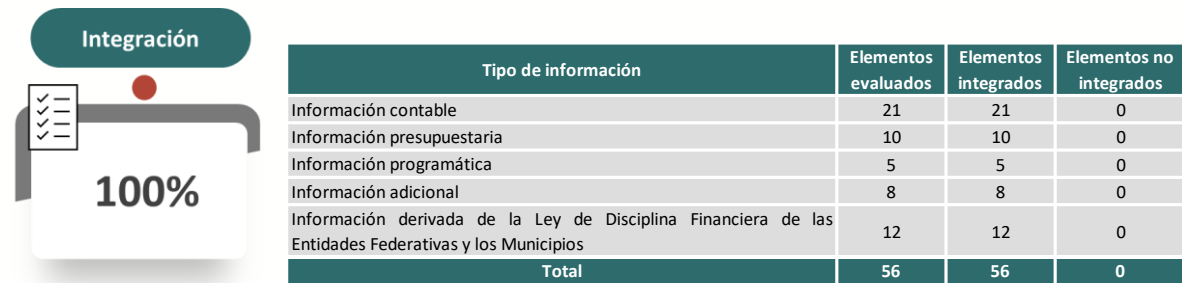 Integración
100%
Tipo de información
Elementos evaluados
Elementos integrados
Elementos no integrados
Información contable 21 21 0
Información presupuestaria 10 10 0
Información programática 5 5 0
Información adicional 8 8 0
Información derivada de la Ley de Disciplina Financiera de las
Entidades Federativas y los Municipios 12 12 0
Total 56 56 0